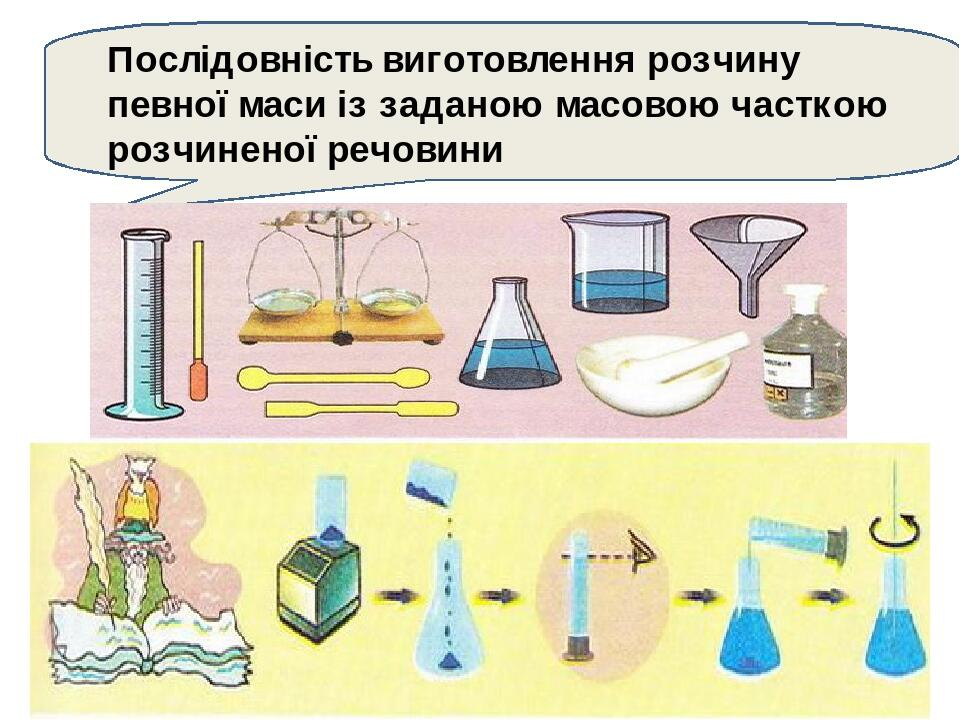 Послідовність виготовлення розчину
певної маси із заданою масовою часткою
розчиненої речовини